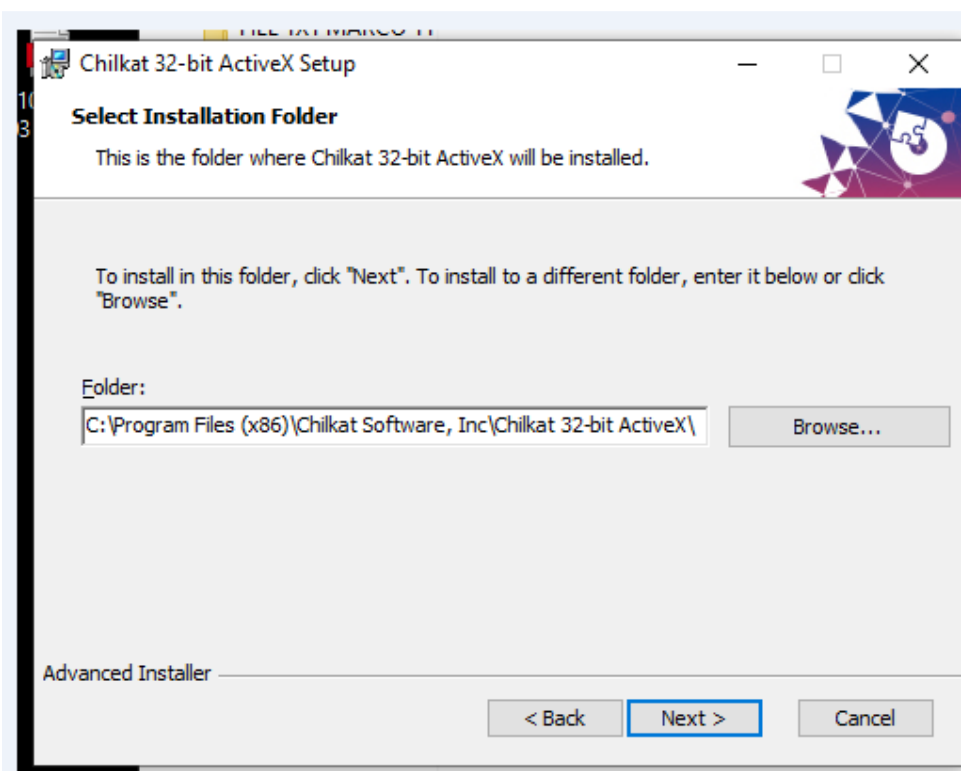 Chilkat 32-bit ActiveX Setup
Select Installation Folder
This is the folder where Chilkat 32-bit ActiveX will be installed.
To install in this folder, click "Next". To install to a different folder, enter it below or click
"Browse".
Folder:
C:\Program Files (x86)\Chilkat Software, Inc\Chilkat 32-bit ActiveX\
Browse...
Advanced Installer
< Back
Next >
Cancel